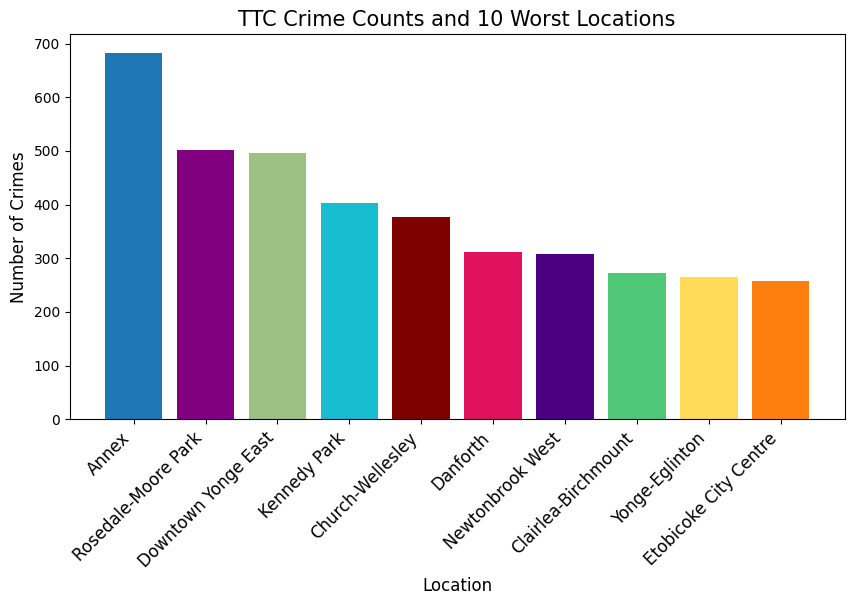 TTC Crime Counts and 10 Worst Locations
Number of Crimes
700
600
500
400
300
200
100
0
Annex
Rosedale-Moore Park
Downtown Yonge East
Kennedy Park
Church-Wellesley
Danforth
Newtonbrook West
Clairlea-Birchmount
Yonge-Eglinton
Etobicoke City Centre
Location